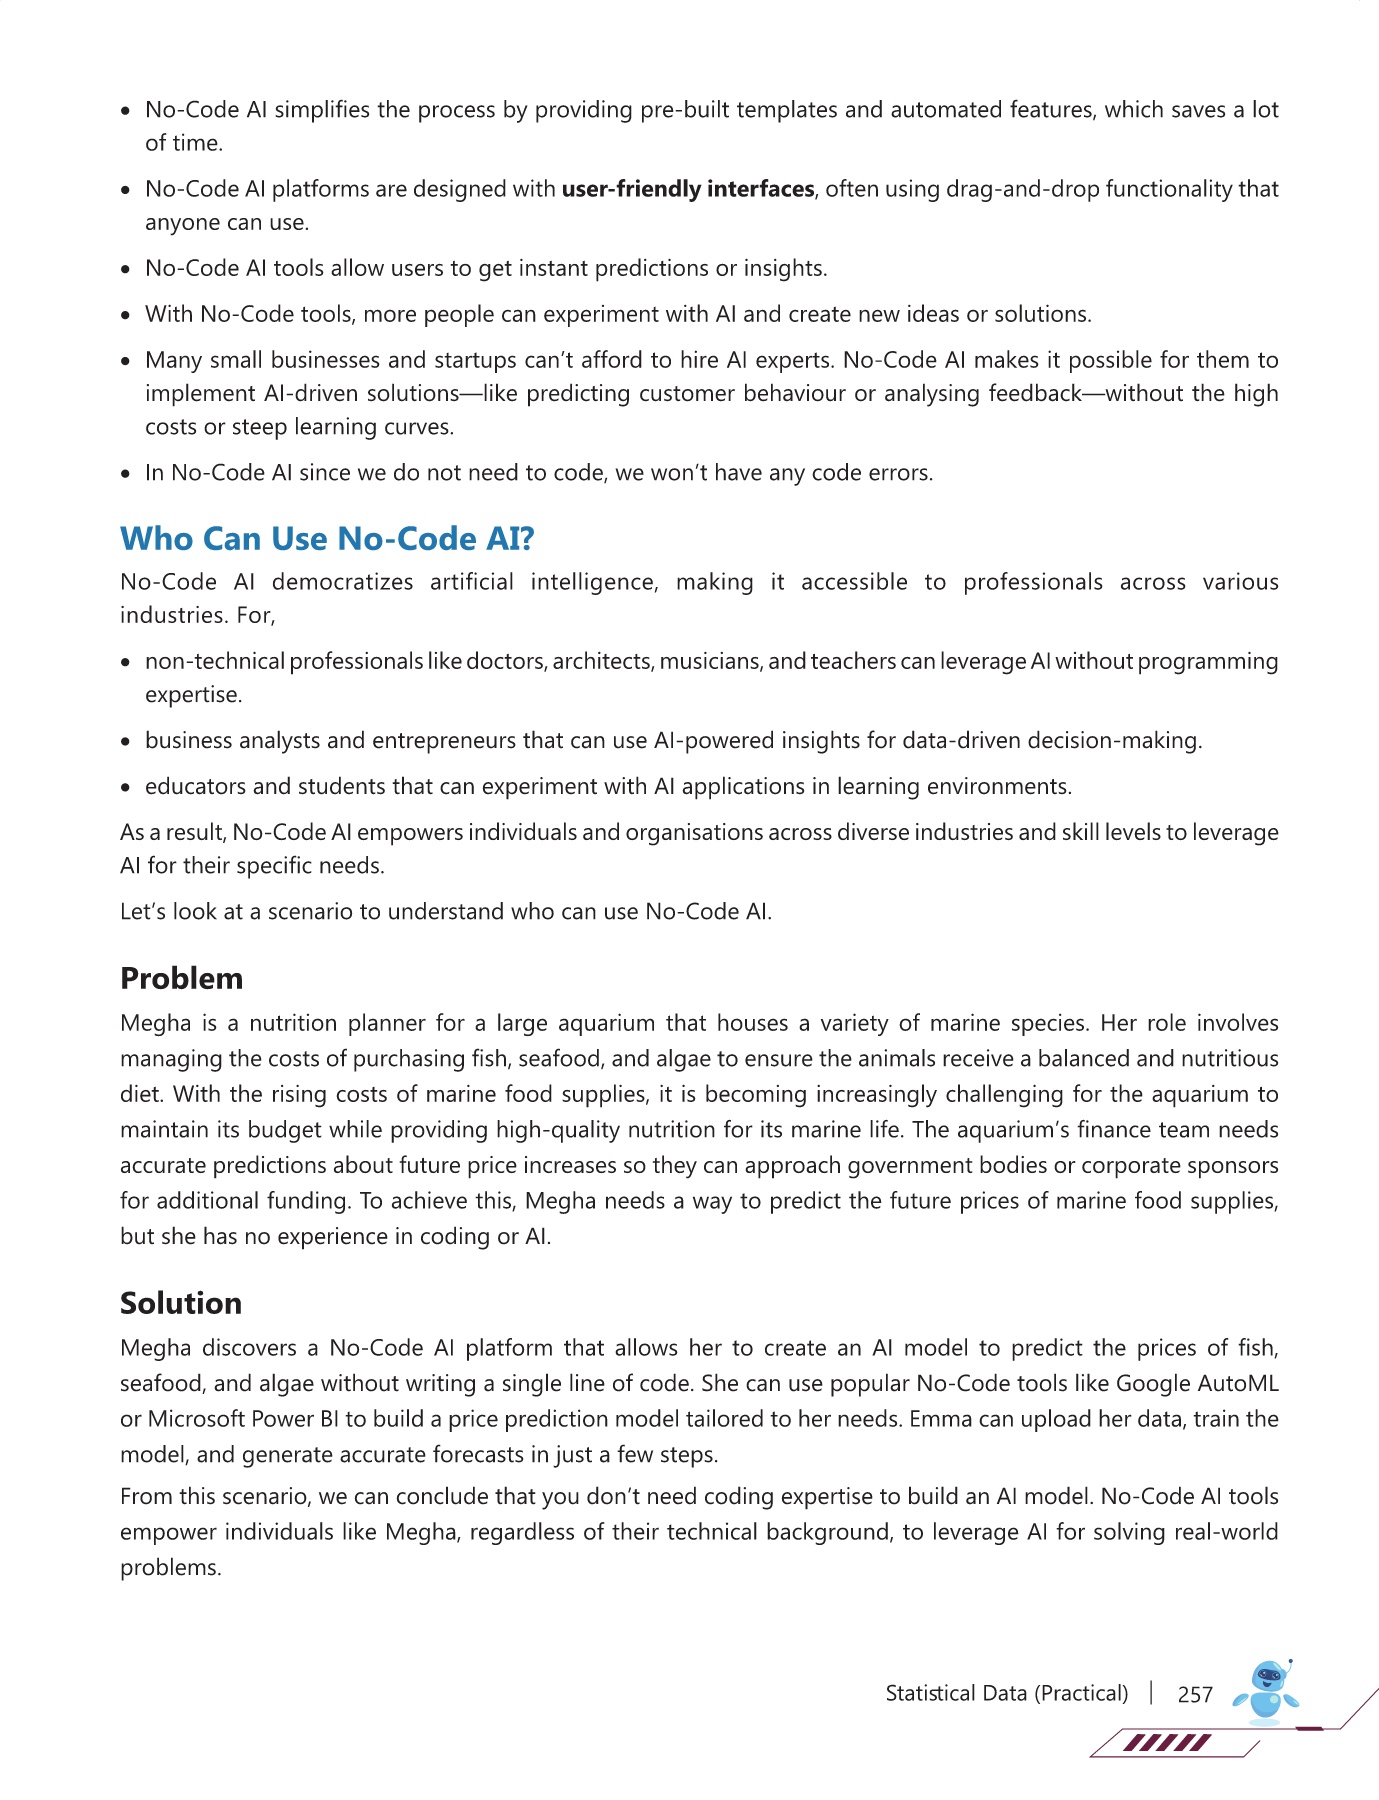 • No-Code AI simplifies the process by providing pre-built templates and automated features, which saves a lot
of time.
• No-Code AI platforms are designed with user-friendly interfaces, often using drag-and-drop functionality that
anyone can use.
• No-Code AI tools allow users to get instant predictions or insights.
• With No-Code tools, more people can experiment with AI and create new ideas or solutions.
• Many small businesses and startups can’t afford to hire AI experts. No-Code AI makes it possible for them to
implement AI-driven solutions—like predicting customer behaviour or analysing feedback—without the high
costs or steep learning curves.
• In No-Code AI since we do not need to code, we won’t have any code errors.
Who Can Use No-Code AI?
No-Code AI democratizes artificial intelligence, making it accessible to professionals across various
industries. For,
• non-technical professionals like doctors, architects, musicians, and teachers can leverage AI without programming
expertise.
• business analysts and entrepreneurs that can use AI-powered insights for data-driven decision-making.
• educators and students that can experiment with AI applications in learning environments.
As a result, No-Code AI empowers individuals and organisations across diverse industries and skill levels to leverage
AI for their specific needs.
Let’s look at a scenario to understand who can use No-Code AI.
Problem
Megha is a nutrition planner for a large aquarium that houses a variety of marine species. Her role involves
managing the costs of purchasing fish, seafood, and algae to ensure the animals receive a balanced and nutritious
diet. With the rising costs of marine food supplies, it is becoming increasingly challenging for the aquarium to
maintain its budget while providing high-quality nutrition for its marine life. The aquarium’s finance team needs
accurate predictions about future price increases so they can approach government bodies or corporate sponsors
for additional funding. To achieve this, Megha needs a way to predict the future prices of marine food supplies,
but she has no experience in coding or AI.
Solution
Megha discovers a No-Code AI platform that allows her to create an AI model to predict the prices of fish,
seafood, and algae without writing a single line of code. She can use popular No-Code tools like Google AutoML
or Microsoft Power BI to build a price prediction model tailored to her needs. Emma can upload her data, train the
model, and generate accurate forecasts in just a few steps.
From this scenario, we can conclude that you don’t need coding expertise to build an AI model. No-Code AI tools
empower individuals like Megha, regardless of their technical background, to leverage AI for solving real-world
problems.
Statistical Data (Practical) | 257